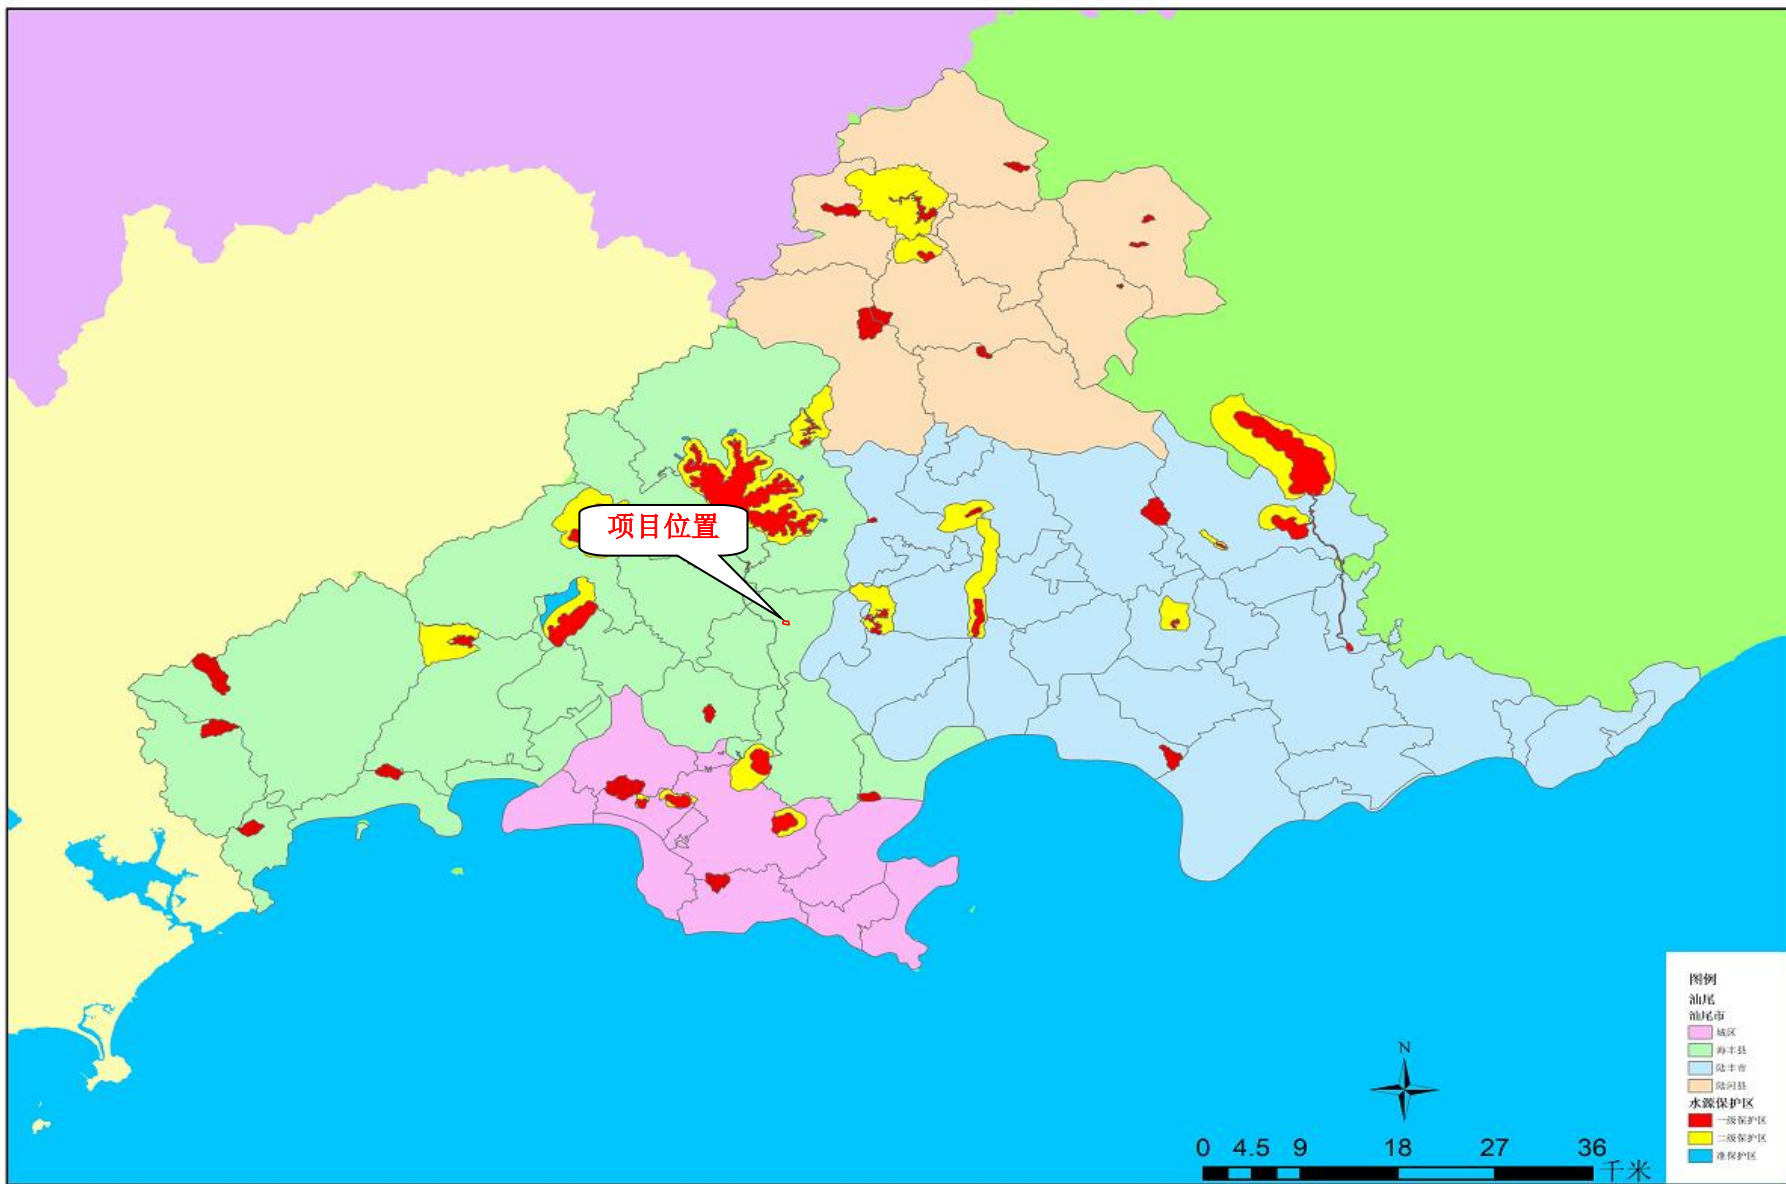 项目位置
图例
汕尾
汕尾市
城区
海丰县
陆丰市
陆河县
水源保护区
一级保护区
二级保护区
准保护区
N
0 4.5 9 18 27 36
千米